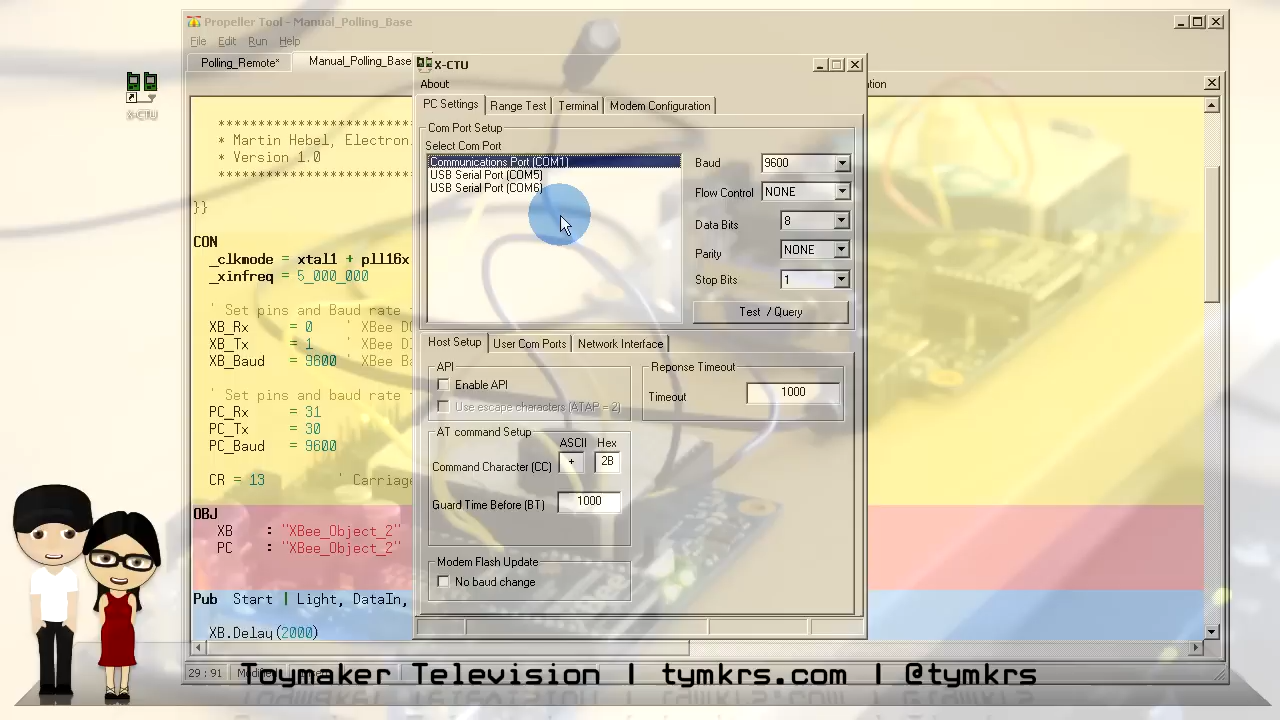 Propeller Tool - Manual_Polling_Base
File Edit Run Help
Polling_Remote* Manual_Polling_Base
X-CTU
***********************
* Martin Hebel, Electron.
* Version 1.0
***********************
}}
CON
_clkmode = xtal1 + pll16x
_xinfreq = 5_000_000
' Set pins and Baud rate
XB_Rx = 0 ' XBee D
XB_Tx = 1 ' XBee D
XB_Baud = 9600 ' XBee Ba
' Set pins and baud rate
PC_Rx = 31
PC_Tx = 30
PC_Baud = 9600
CR = 13 ' Carriag
OBJ
XB : "XBee_Object_2"
PC : "XBee_Object_2"
Pub Start | Light, DataIn,
XB.Delay(2000)
29 : 91
X-CTU
About
PC Settings Range Test Terminal Modem Configuration
Com Port Setup
Select Com Port
Communications Port (COM1)
USB Serial Port (COM5)
USB Serial Port (COM6)
Baud 9600
Flow Control NONE
Data Bits 8
Parity NONE
Stop Bits 1
Test / Query
Host Setup User Com Ports Network Interface
API
Enable API
Use escape characters (ATAP = 2)
Reponse Timeout
Timeout 1000
AT command Setup
ASCII Hex
Command Character (CC) + 2B
Guard Time Before (BT) 1000
Modem Flash Update
No baud change
Toymaker Television | tymkrs.com | @tymkrs